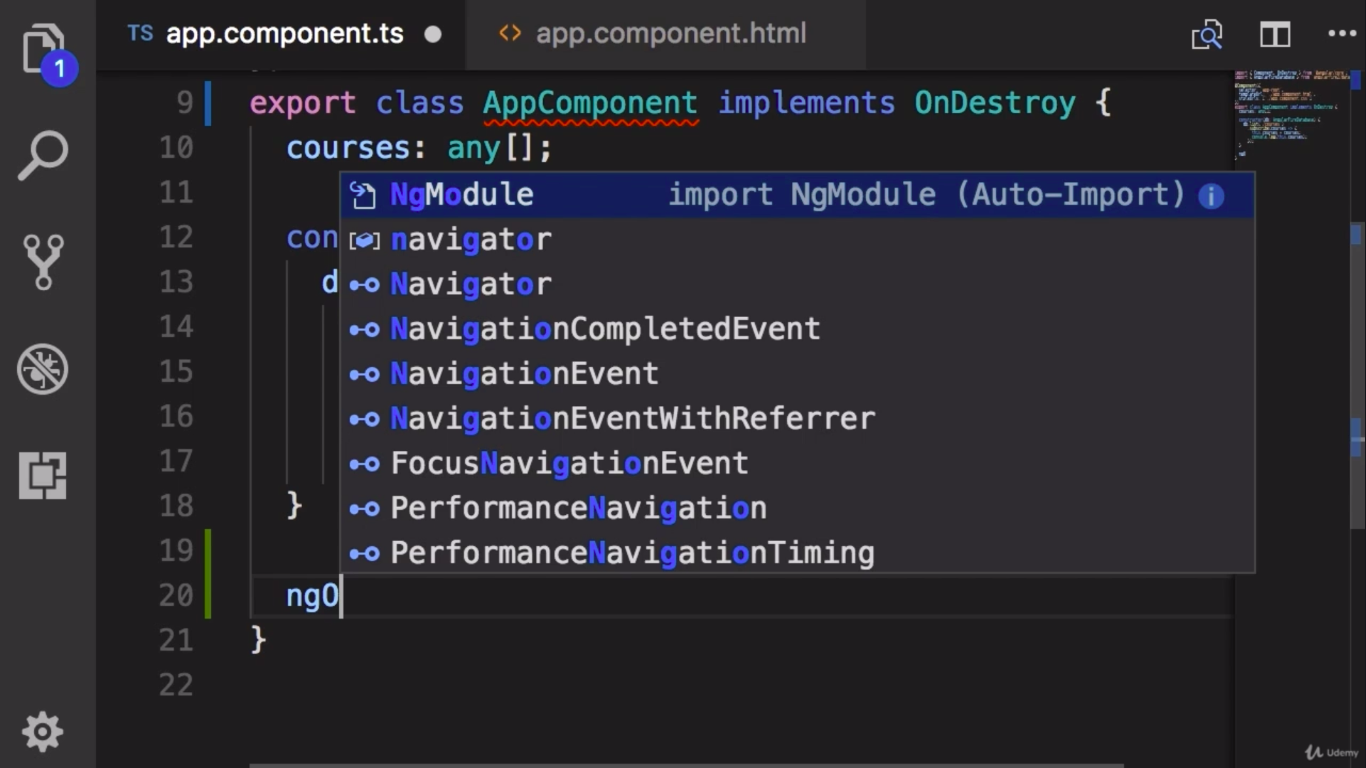 TS app.component.ts ● <> app.component.html
1
9 export class AppComponent implements OnDestroy {
10 courses: any[];
11 NgModule import NgModule (Auto-Import)
12 con navigator
13 d Navigator
14 NavigationCompletedEvent
15 NavigationEvent
16 NavigationEventWithReferrer
17 FocusNavigationEvent
18 } PerformanceNavigation
19 PerformanceNavigationTiming
20 ngO
21 }
22
Udemy